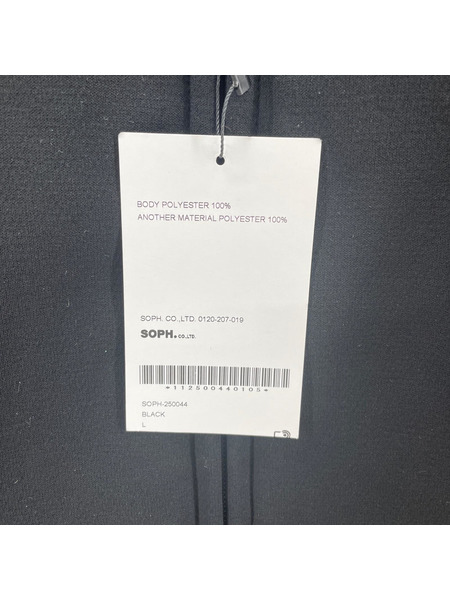 BODY POLYESTER 100%
ANOTHER MATERIAL POLYESTER 100%
SOPH. CO.,LTD. 0120-207-019
SOPH. CO.,LTD.
*112500440105*
SOPH-250044
BLACK
L